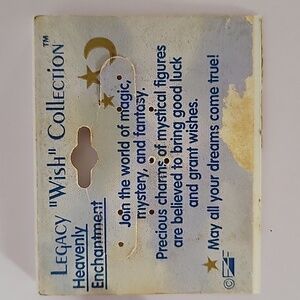 LEGACY "WISH" COLLECTION™
Heavenly
Enchantment
Join the world of magic,
mystery, and fantasy.
Precious charms of mystical figures
are believed to bring good luck
and grant wishes.
May all your dreams come true!
©